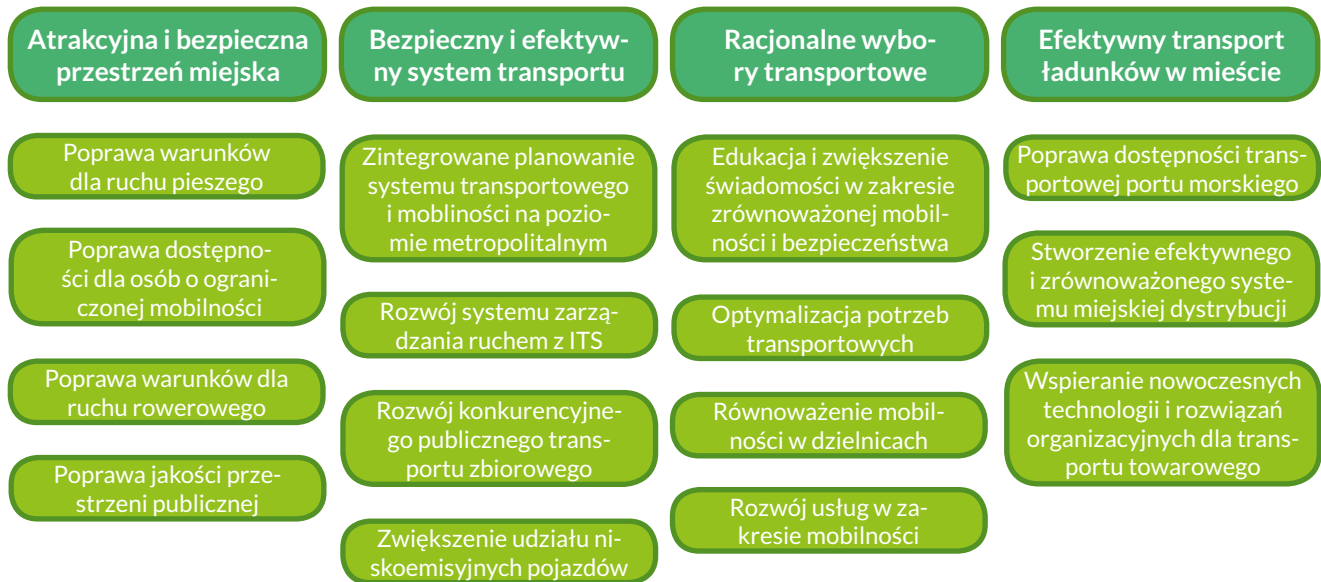 Atrakcyjna i bezpieczna
przestrzeń miejska
Poprawa warunków
dla ruchu pieszego
Poprawa dostępno-
ści dla osób o ograni-
czonej mobilności
Poprawa warunków dla
ruchu rowerowego
Poprawa jakości prze-
strzeni publicznej
Bezpieczny i efektyw-
ny system transportu
Zintegrowane planowanie
systemu transportowego
i mobliności na pozio-
mie metropolitalnym
Rozwój systemu zarzą-
dzania ruchem z ITS
Rozwój konkurencyjne-
go publicznego trans-
portu zbiorowego
Zwiększenie udziału ni-
skoemisyjnych pojazdów
Racjonalne wybo-
ry transportowe
Edukacja i zwiększenie
świadomości w zakresie
zrównoważonej mobil-
ności i bezpieczeństwa
Optymalizacja potrzeb
transportowych
Równoważenie mobil-
ności w dzielnicach
Rozwój usług w za-
kresie mobilności
Efektywny transport
ładunków w mieście
Poprawa dostępności trans-
portowej portu morskiego
Stworzenie efektywnego
i zrównoważonego syste-
mu miejskiej dystrybucji
Wspieranie nowoczesnych
technologii i rozwiązań
organizacyjnych dla trans-
portu towarowego